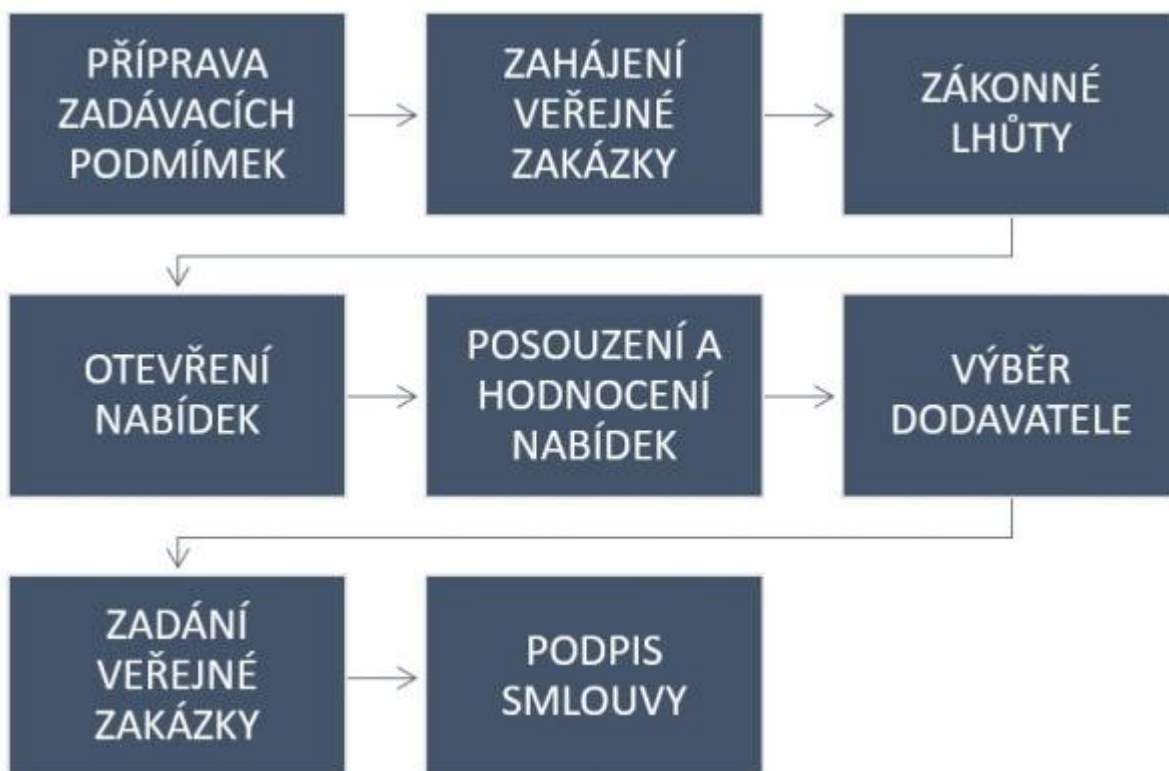 PŘÍPRAVA
ZADÁVACÍCH
PODMÍMEK
ZAHÁJENÍ
VEŘEJNÉ
ZAKÁZKY
ZÁKONNÉ
LHŮTY
OTEVŘENÍ
NABÍDEK
POSOUZENÍ A
HODNOCENÍ
NABÍDEK
VÝBĚR
DODAVATELE
ZADÁNÍ
VEŘEJNÉ
ZAKÁZKY
PODPIS
SMLOUVY